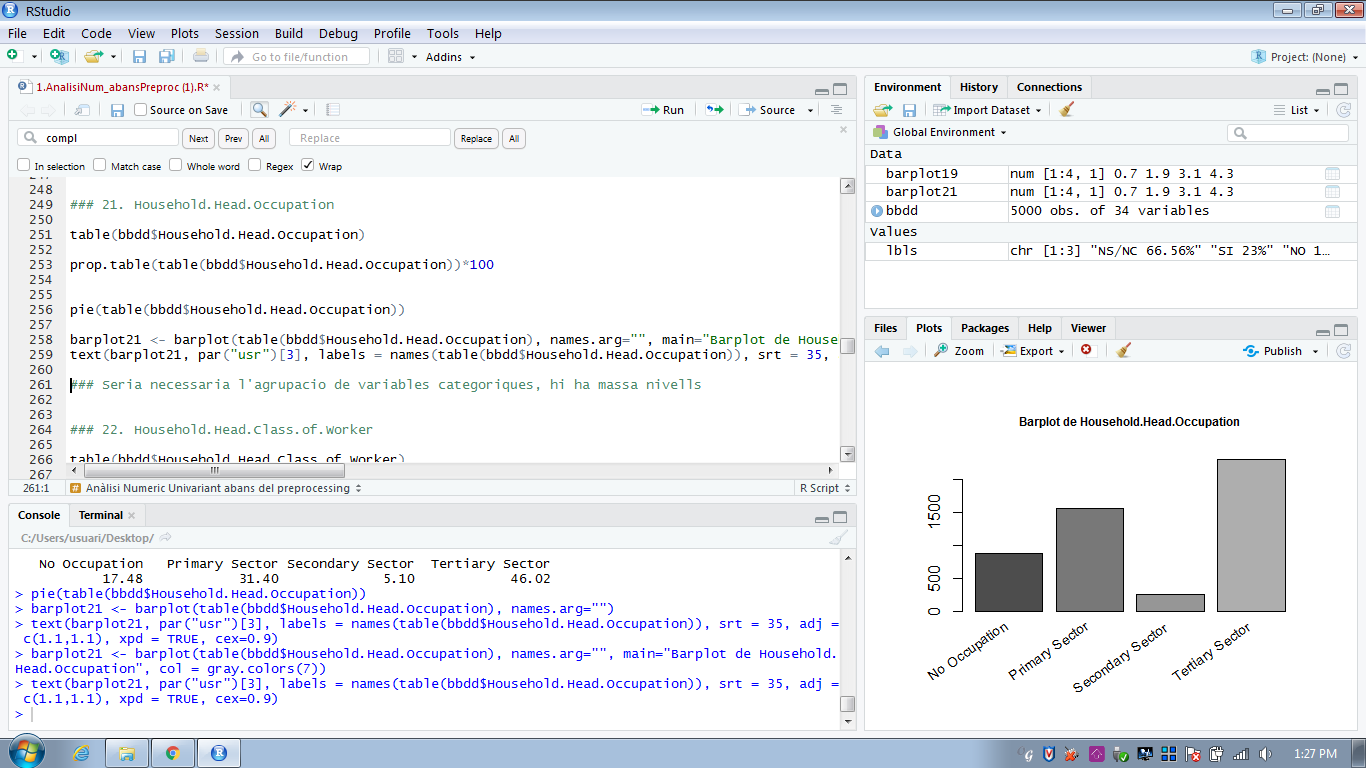 RStudio
File Edit Code View Plots Session Build Debug Profile Tools Help
Go to file/function Addins Project: (None)
1.AnalisiNum_abansPreproc (1).R*
Source on Save Run Source
compl Next Prev All Replace Replace All
In selection Match case Whole word Regex Wrap
248
249 ### 21. Household.Head.Occupation
250
251 table(bbdd$Household.Head.Occupation)
252
253 prop.table(table(bbdd$Household.Head.Occupation))*100
254
255
256 pie(table(bbdd$Household.Head.Occupation))
257
258 barplot21 <- barplot(table(bbdd$Household.Head.Occupation), names.arg="", main="Barplot de House
259 text(barplot21, par("usr")[3], labels = names(table(bbdd$Household.Head.Occupation)), srt = 35,
260
261 ### Seria necessaria l'agrupacio de variables categoriques, hi ha massa nivells
262
263
264 ### 22. Household.Head.Class.of.Worker
265
266 table(bbdd$Household.Head.Class.of.Worker)
267
261:1 # Anàlisi Numeric Univariant abans del preprocessing R Script
Console Terminal
C:/Users/usuari/Desktop/
No Occupation Primary Sector Secondary Sector Tertiary Sector
17.48 31.40 5.10 46.02
> pie(table(bbdd$Household.Head.Occupation))
> barplot21 <- barplot(table(bbdd$Household.Head.Occupation), names.arg="")
> text(barplot21, par("usr")[3], labels = names(table(bbdd$Household.Head.Occupation)), srt = 35, adj =
c(1.1,1.1), xpd = TRUE, cex=0.9)
> barplot21 <- barplot(table(bbdd$Household.Head.Occupation), names.arg="", main="Barplot de Household.
Head.Occupation", col = gray.colors(7))
> text(barplot21, par("usr")[3], labels = names(table(bbdd$Household.Head.Occupation)), srt = 35, adj =
c(1.1,1.1), xpd = TRUE, cex=0.9)
>
Environment History Connections
Import Dataset List
Global Environment
Data
barplot19 num [1:4, 1] 0.7 1.9 3.1 4.3
barplot21 num [1:4, 1] 0.7 1.9 3.1 4.3
bbdd 5000 obs. of 34 variables
Values
lbls chr [1:3] "NS/NC 66.56%" "SI 23%" "NO 1…
Files Plots Packages Help Viewer
Zoom Export Publish
Barplot de Household.Head.Occupation
1500
500
0
No Occupation
Primary Sector
Secondary Sector
Tertiary Sector
1:27 PM